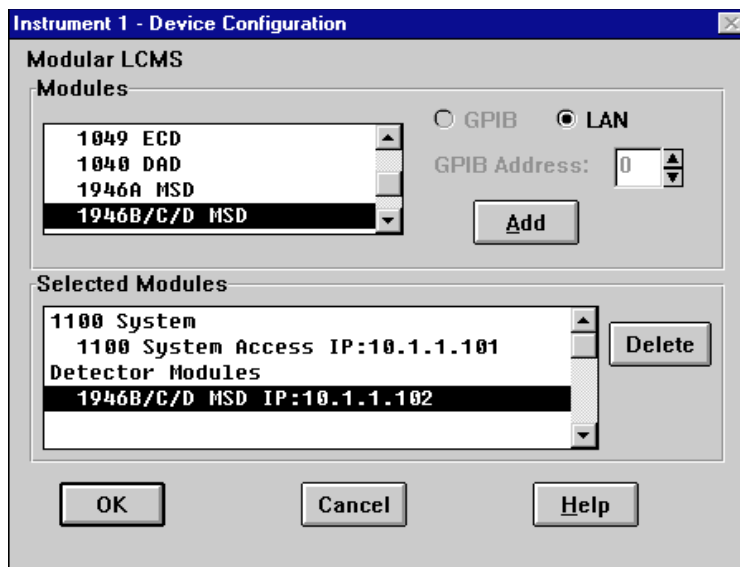 Instrument 1 - Device Configuration
Modular LCMS
Modules
1049 ECD
1040 DAD
1946A MSD
1946B/C/D MSD
GPIB LAN
GPIB Address: 0
Add
Selected Modules
1100 System
1100 System Access IP:10.1.1.101
Detector Modules
1946B/C/D MSD IP:10.1.1.102
Delete
OK Cancel Help